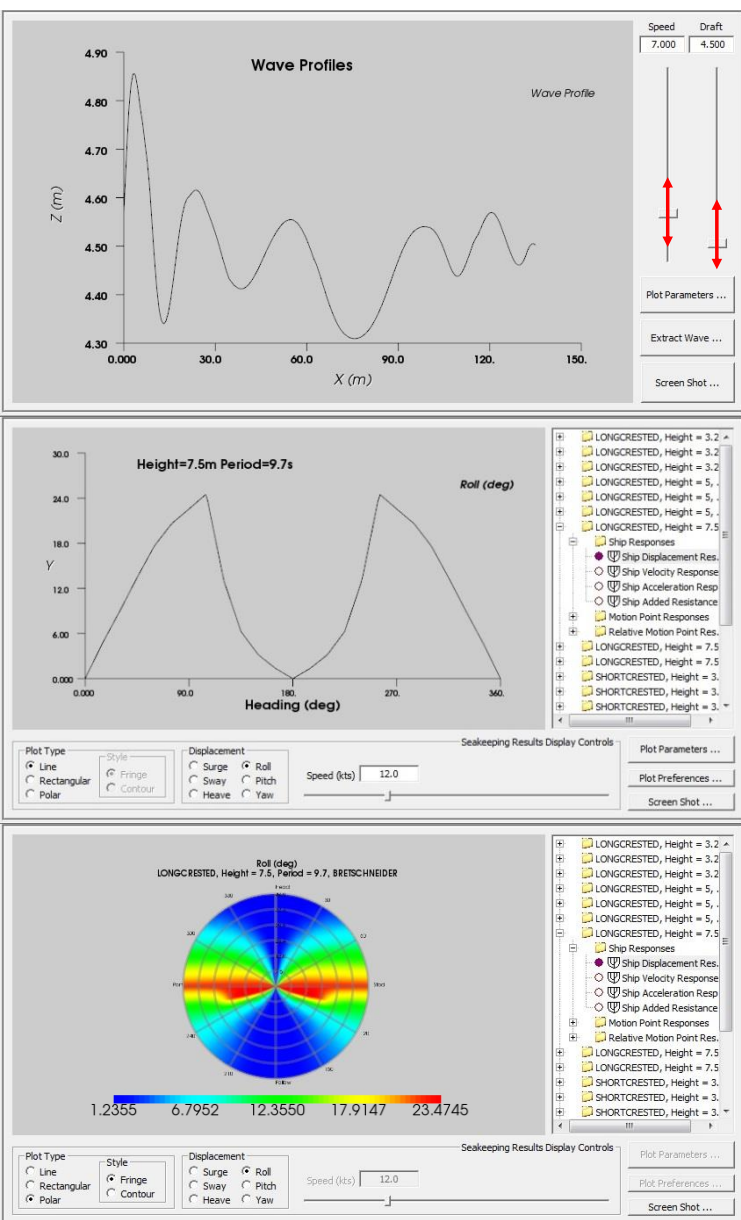 Speed Draft
7.000 4.500
Wave Profiles
Wave Profile
4.90
4.80
4.70
4.60
4.50
4.40
4.30
Z (m)
0.000 30.0 60.0 90.0 120. 150.
X (m)
Plot Parameters ...
Extract Wave ...
Screen Shot ...
Height=7.5m Period=9.7s
Roll (deg)
30.0
24.0
18.0
Y
12.0
6.00
0.000
0.000 90.0 180. 270. 360.
Heading (deg)
LONGCRESTED, Height = 3.2
LONGCRESTED, Height = 3.2
LONGCRESTED, Height = 3.2
LONGCRESTED, Height = 5, .
LONGCRESTED, Height = 5, .
LONGCRESTED, Height = 5, .
LONGCRESTED, Height = 7.5
Ship Responses
Ship Displacement Res.
Ship Velocity Response
Ship Acceleration Resp
Ship Added Resistance
Motion Point Responses
Relative Motion Point Res.
LONGCRESTED, Height = 7.5
LONGCRESTED, Height = 7.5
SHORTCRESTED, Height = 3.
SHORTCRESTED, Height = 3.
SHORTCRESTED, Height = 3.
Seakeeping Results Display Controls
Plot Type
Line
Rectangular
Polar
Style
Fringe
Contour
Displacement
Surge Roll
Sway Pitch
Heave Yaw
Speed (kts) 12.0
Plot Parameters ...
Plot Preferences ...
Screen Shot ...
Roll (deg)
LONGCRESTED, Height = 7.5, Period = 9.7, BRETSCHNEIDER
Head
Follow
1.2355 6.7952 12.3550 17.9147 23.4745
LONGCRESTED, Height = 3.2
LONGCRESTED, Height = 3.2
LONGCRESTED, Height = 3.2
LONGCRESTED, Height = 5, .
LONGCRESTED, Height = 5, .
LONGCRESTED, Height = 5, .
LONGCRESTED, Height = 7.5
Ship Responses
Ship Displacement Res.
Ship Velocity Response
Ship Acceleration Resp
Ship Added Resistance
Motion Point Responses
Relative Motion Point Res.
LONGCRESTED, Height = 7.5
LONGCRESTED, Height = 7.5
SHORTCRESTED, Height = 3.
SHORTCRESTED, Height = 3.
SHORTCRESTED, Height = 3.
Seakeeping Results Display Controls
Plot Type
Line
Rectangular
Polar
Style
Fringe
Contour
Displacement
Surge Roll
Sway Pitch
Heave Yaw
Speed (kts) 12.0
Plot Parameters ...
Plot Preferences ...
Screen Shot ...